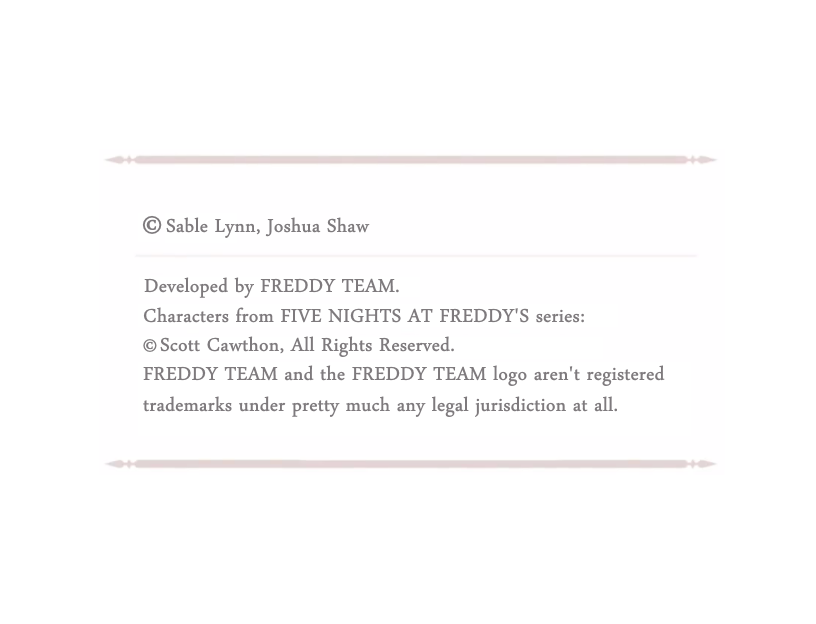 © Sable Lynn, Joshua Shaw
Developed by FREDDY TEAM.
Characters from FIVE NIGHTS AT FREDDY'S series:
© Scott Cawthon, All Rights Reserved.
FREDDY TEAM and the FREDDY TEAM logo aren't registered
trademarks under pretty much any legal jurisdiction at all.